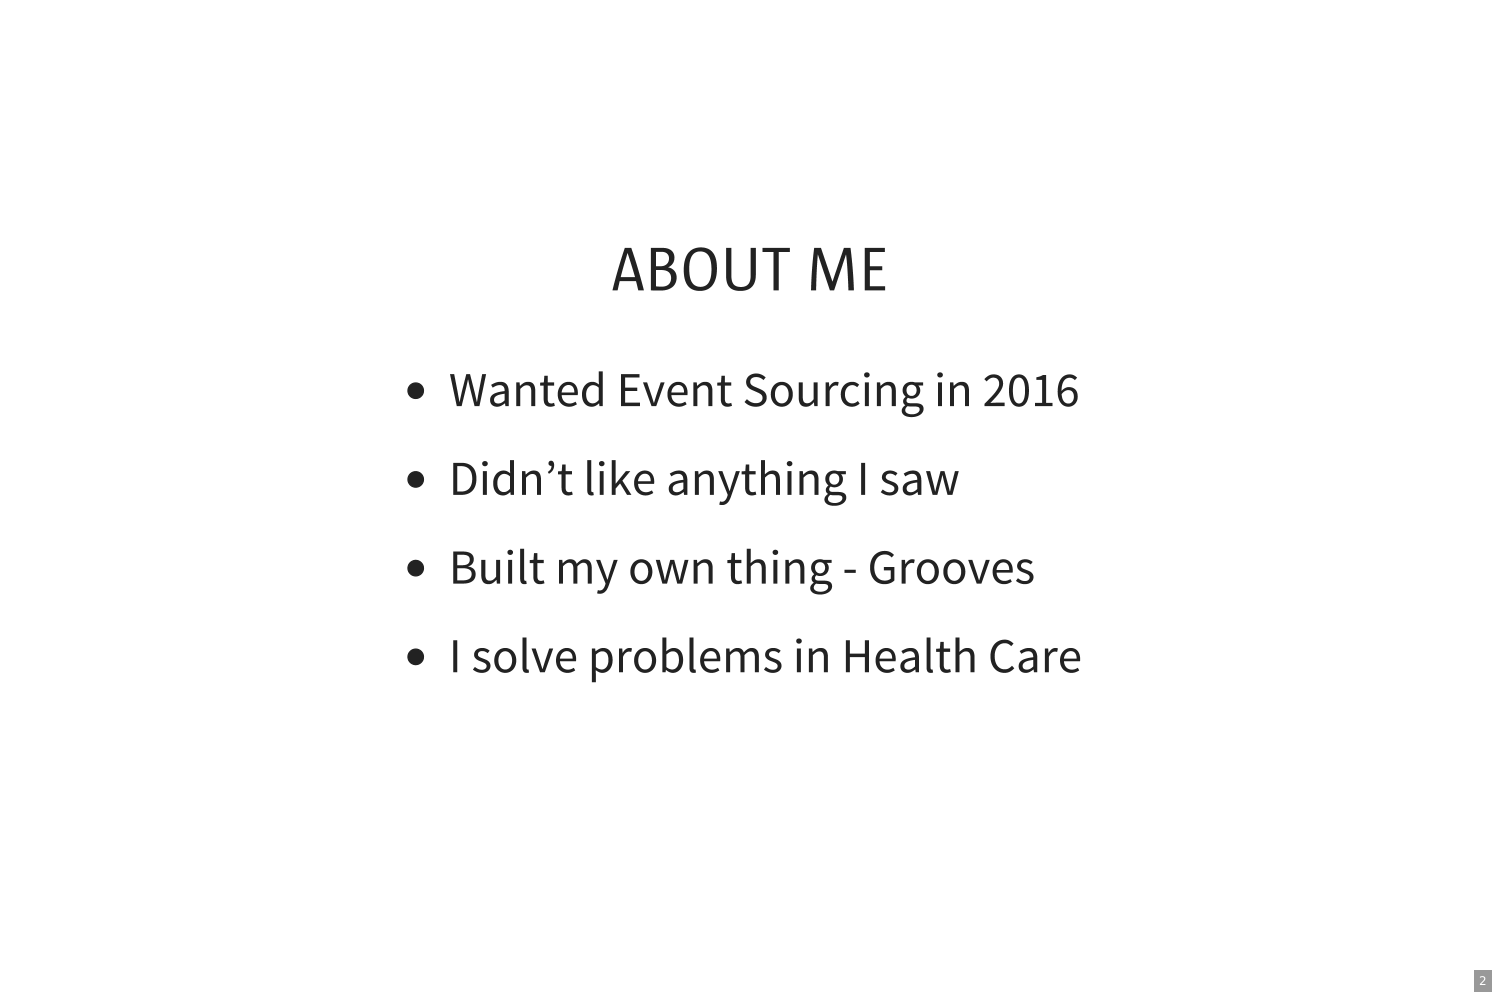 ABOUT ME
• Wanted Event Sourcing in 2016
• Didn’t like anything I saw
• Built my own thing - Grooves
• I solve problems in Health Care
2